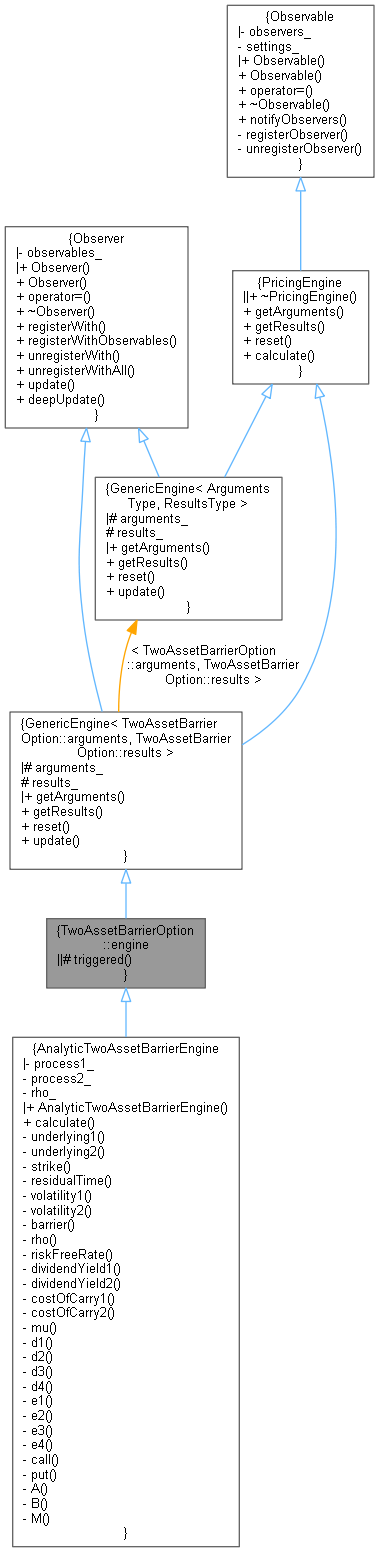 {Observable
|- observers_
- settings_
|+ Observable()
+ Observable()
+ operator=()
+ ~Observable()
+ notifyObservers()
- registerObserver()
- unregisterObserver()
}
{Observer
|- observables_
|+ Observer()
+ Observer()
+ operator=()
+ ~Observer()
+ registerWith()
+ registerWithObservables()
+ unregisterWith()
+ unregisterWithAll()
+ update()
+ deepUpdate()
}
{PricingEngine
||+ ~PricingEngine()
+ getArguments()
+ getResults()
+ reset()
+ calculate()
}
{GenericEngine< Arguments
Type, ResultsType >
|# arguments_
# results_
|+ getArguments()
+ getResults()
+ reset()
+ update()
}
< TwoAssetBarrierOption
::arguments, TwoAssetBarrier
Option::results >
{GenericEngine< TwoAssetBarrier
Option::arguments, TwoAssetBarrier
Option::results >
|# arguments_
# results_
|+ getArguments()
+ getResults()
+ reset()
+ update()
}
{TwoAssetBarrierOption
::engine
||# triggered()
}
{AnalyticTwoAssetBarrierEngine
|- process1_
- process2_
- rho_
|+ AnalyticTwoAssetBarrierEngine()
+ calculate()
- underlying1()
- underlying2()
- strike()
- residualTime()
- volatility1()
- volatility2()
- barrier()
- rho()
- riskFreeRate()
- dividendYield1()
- dividendYield2()
- costOfCarry1()
- costOfCarry2()
- mu()
- d1()
- d2()
- d3()
- d4()
- e1()
- e2()
- e3()
- e4()
- call()
- put()
- A()
- B()
- M()
}